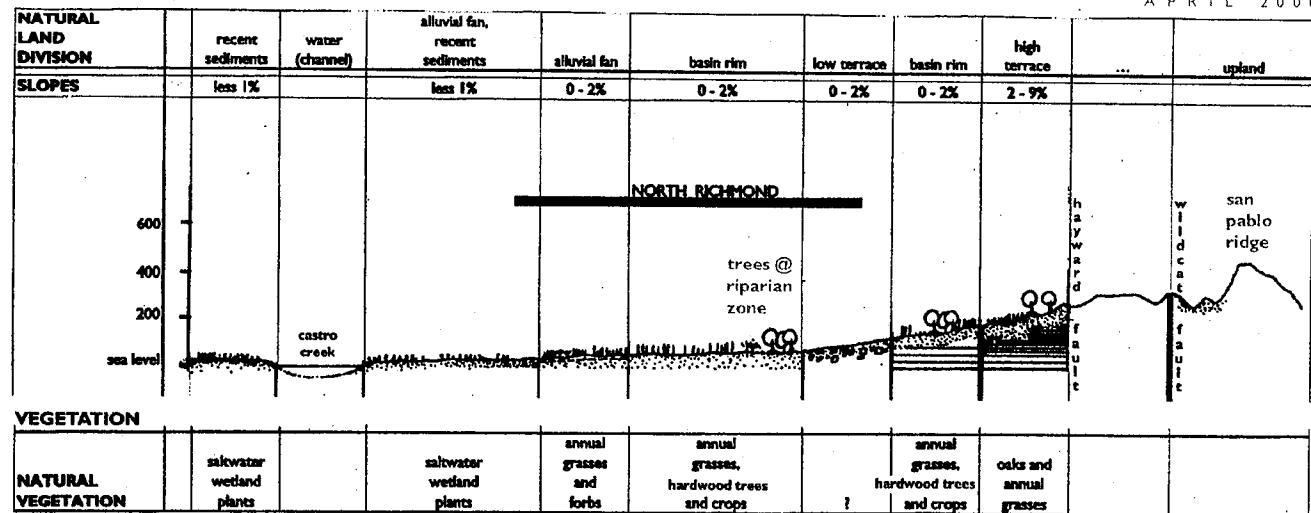 APRIL 200
NATURAL LAND DIVISION
recent sediments
water (channel)
alluvial fan, recent sediments
alluvial fan
basin rim
low terrace
basin rim
high terrace
...
upland
SLOPES
less 1%
less 1%
0 - 2%
0 - 2%
0 - 2%
0 - 2%
2 - 9%
NORTH RICHMOND
600
400
200
sea level
castro creek
trees @
riparian
zone
hayward fault
wildcat fault
san
pablo
ridge
VEGETATION
NATURAL VEGETATION
saltwater wetland plants
saltwater wetland plants
annual grasses and forbs
annual grasses, hardwood trees and crops
?
annual grasses, hardwood trees and crops
oaks and annual grasses